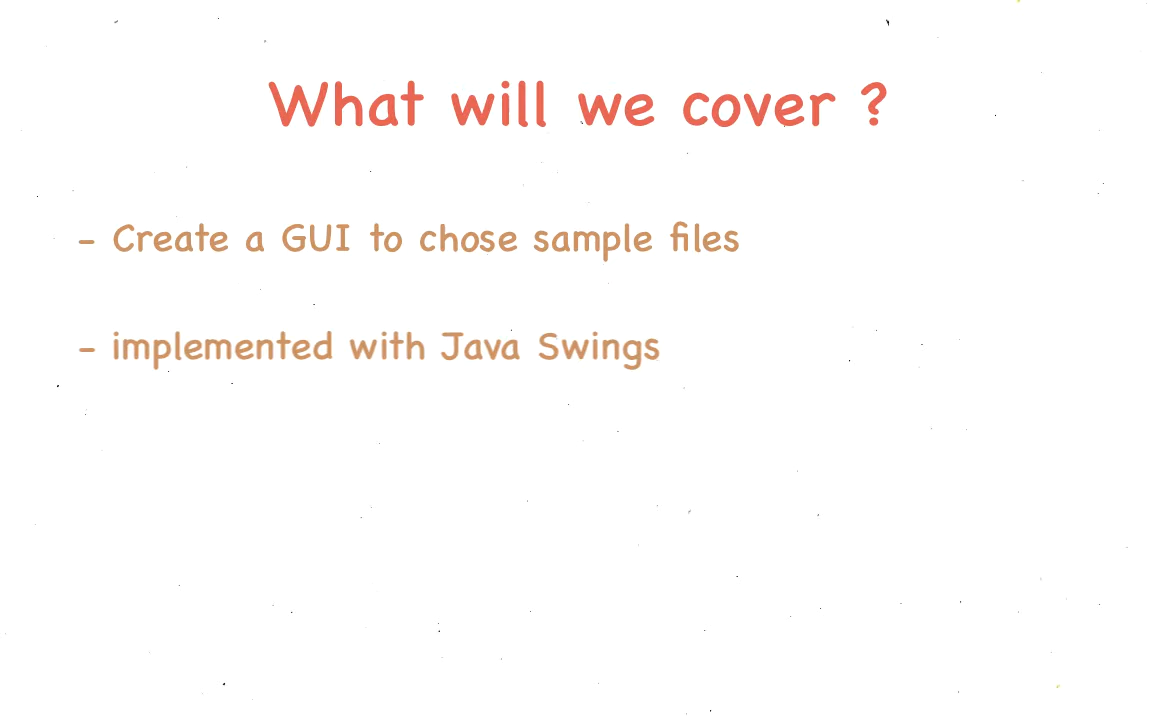 What will we cover ?
- Create a GUI to chose sample files
- implemented with Java Swings